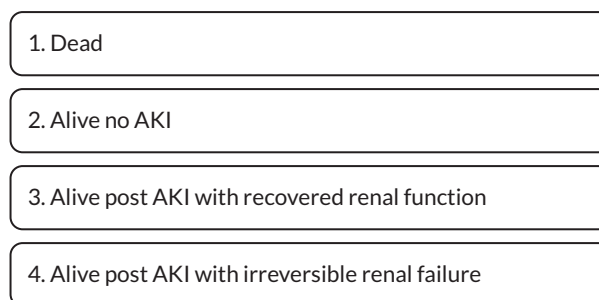 1. Dead
2. Alive no AKI
3. Alive post AKI with recovered renal function
4. Alive post AKI with irreversible renal failure